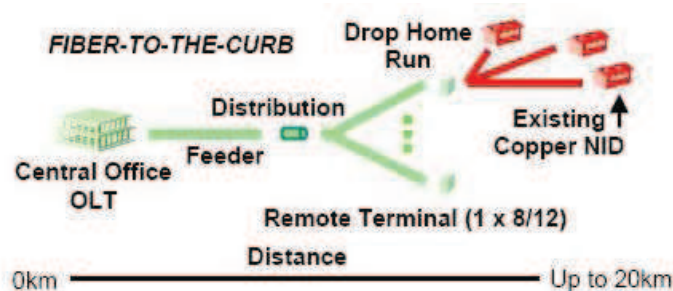 FIBER-TO-THE-CURB
Drop Home
Run
Distribution
Feeder
Central Office
OLT
Existing
Copper NID
Remote Terminal (1 x 8/12)
Distance
0km
Up to 20km